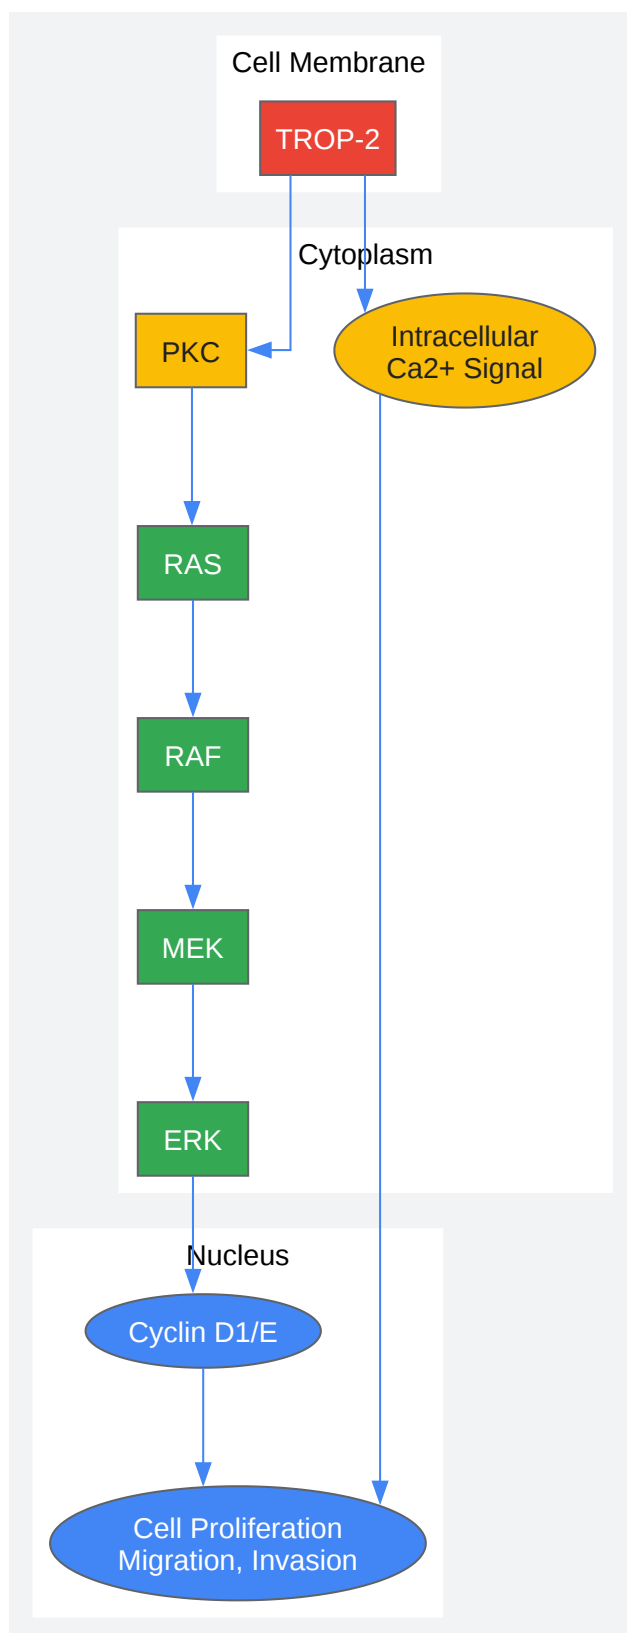 Cell Membrane
TROP-2
Cytoplasm
PKC
Intracellular
Ca2+ Signal
RAS
RAF
MEK
ERK
Nucleus
Cyclin D1/E
Cell Proliferation
Migration, Invasion